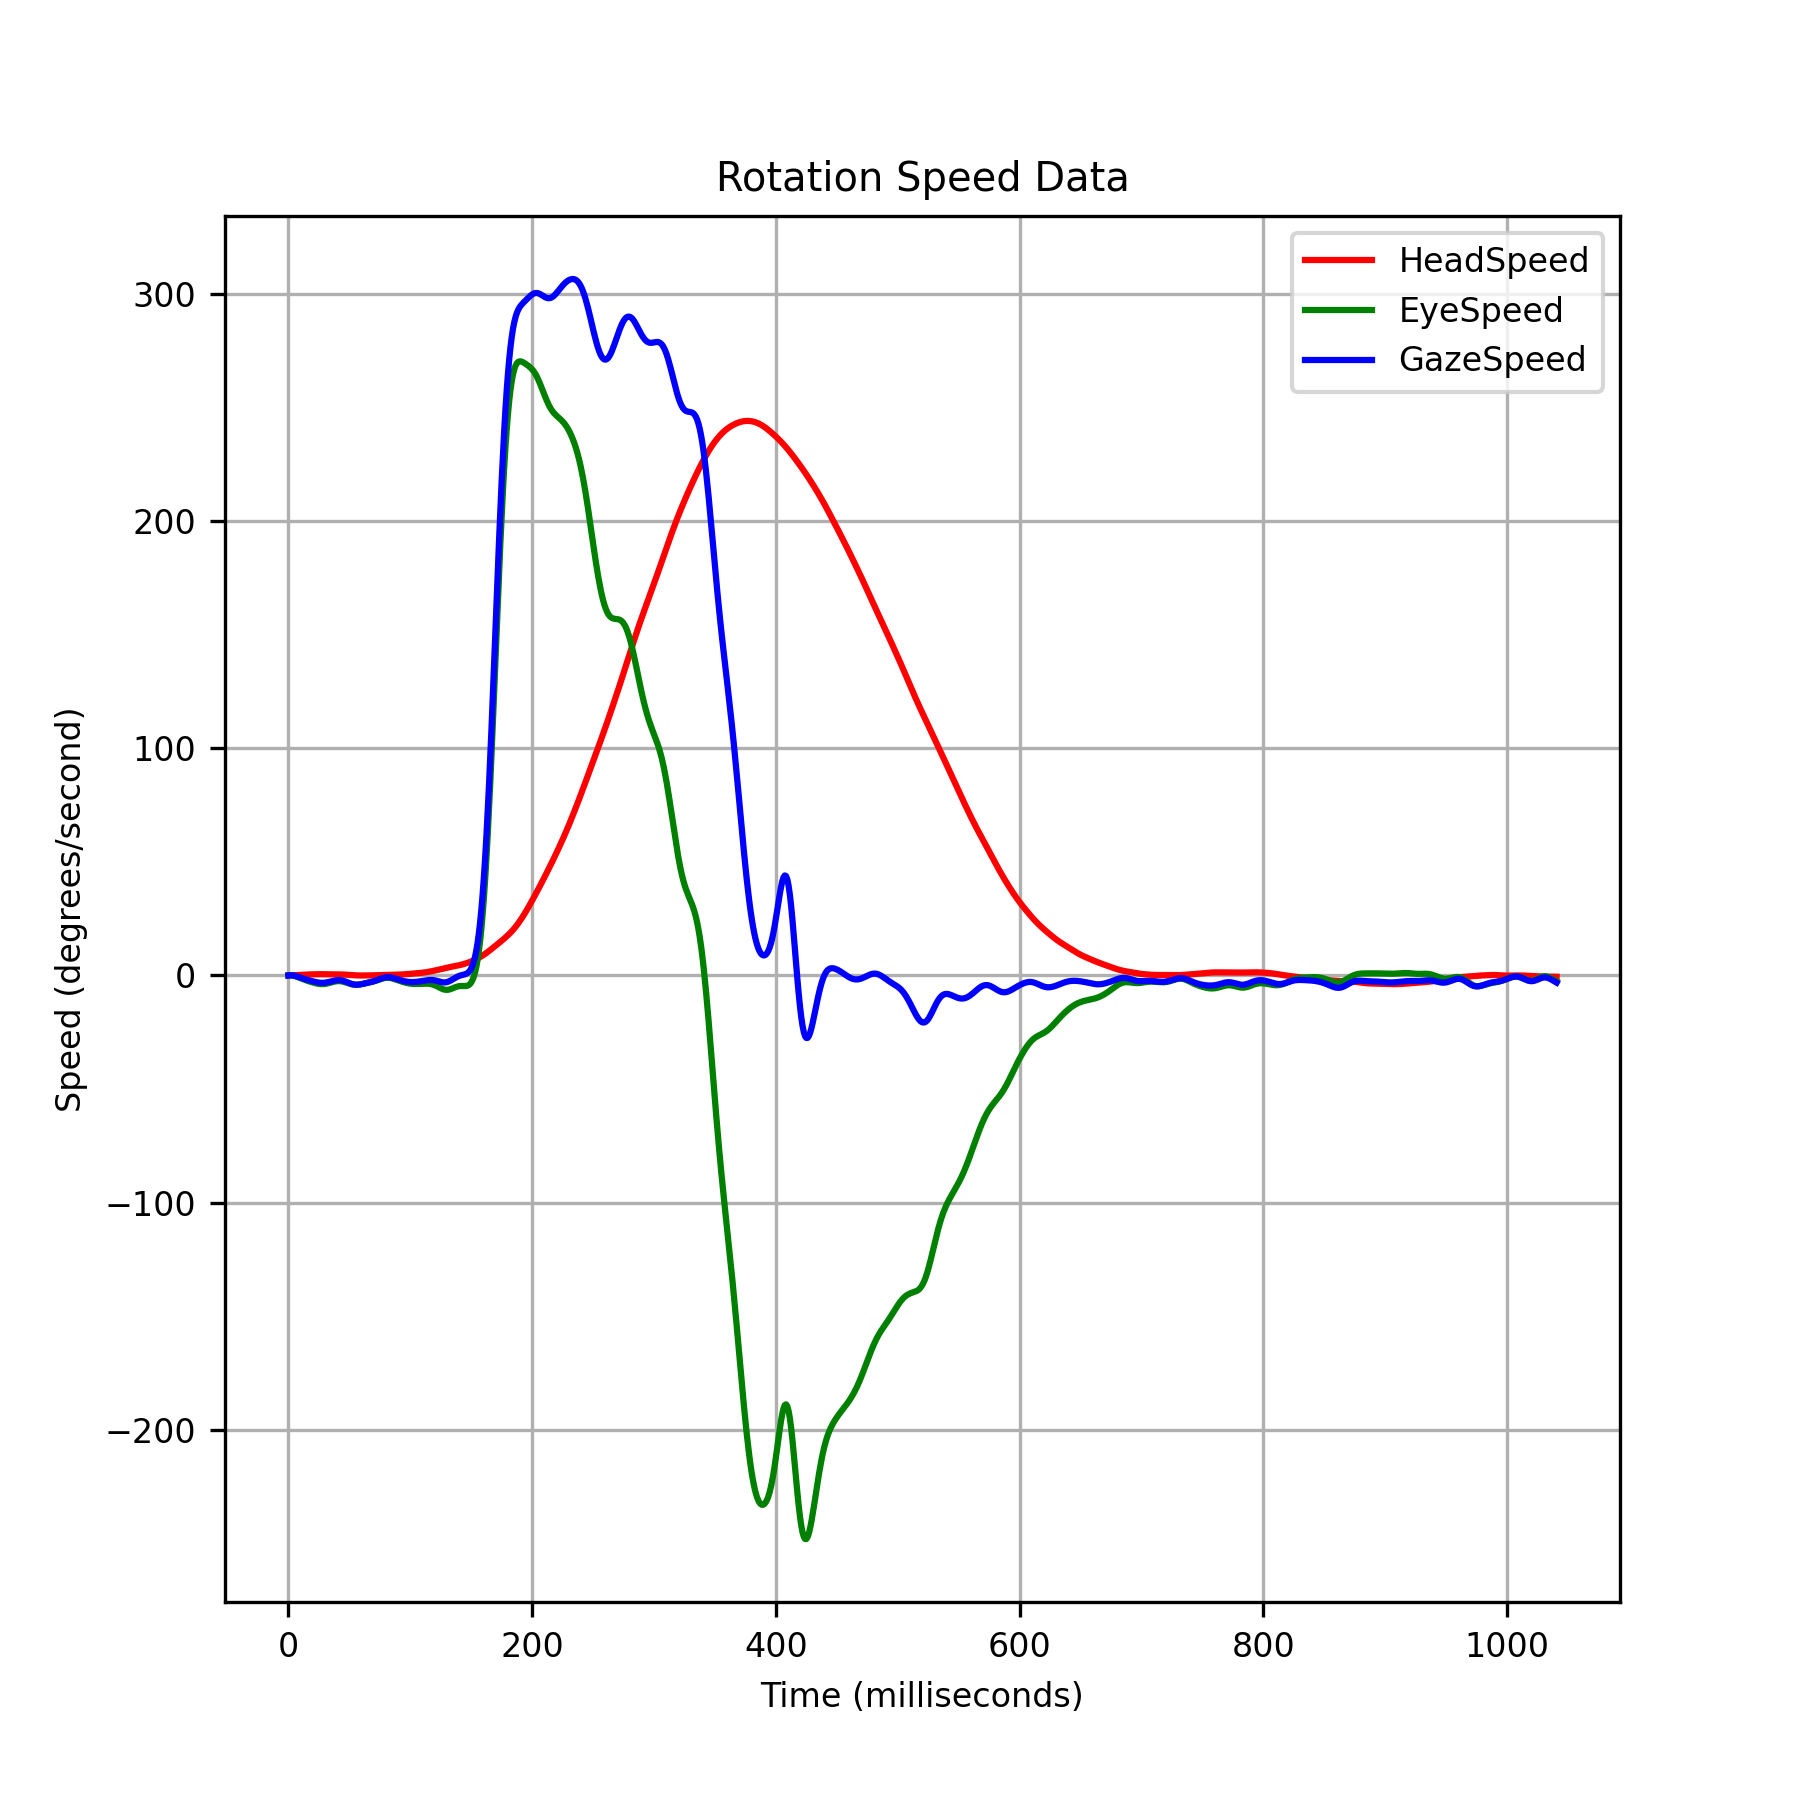 Rotation Speed Data
HeadSpeed
EyeSpeed
GazeSpeed
300
200
100
0
−100
−200
Speed (degrees/second)
0 200 400 600 800 1000
Time (milliseconds)